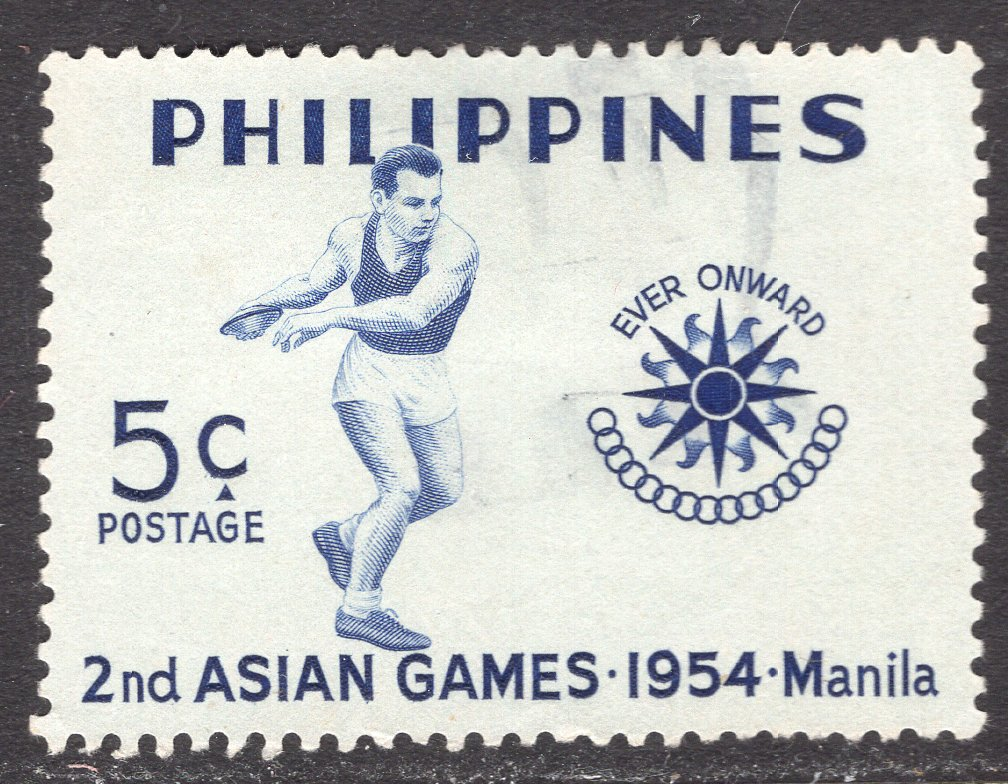 PHILIPPINES
EVER ONWARD
5c
POSTAGE
2nd ASIAN GAMES·1954·Manila